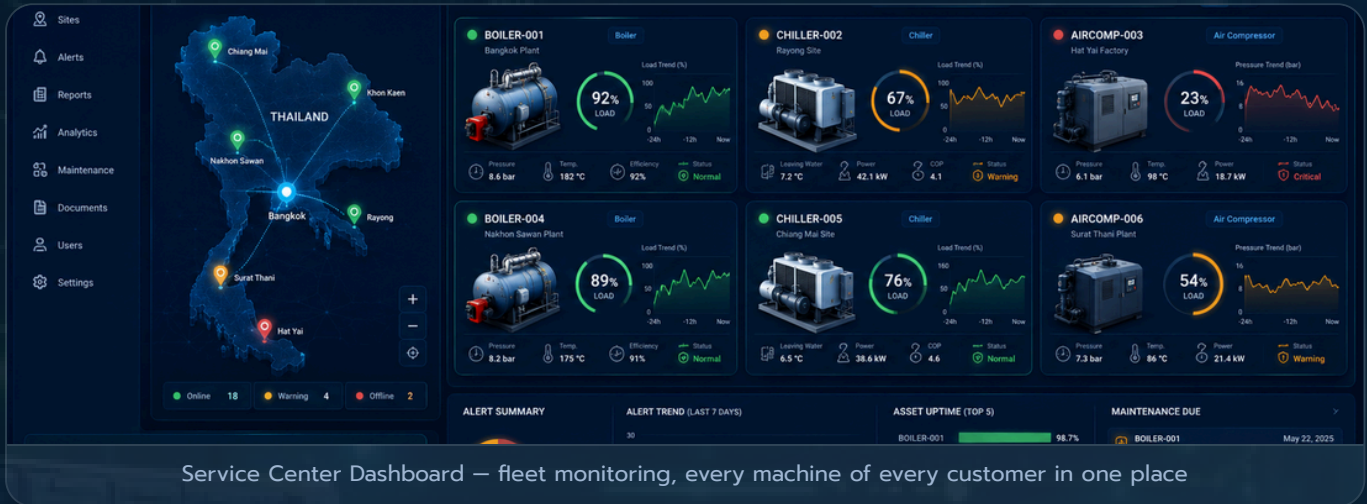 Sites
Alerts
Reports
Analytics
Maintenance
Documents
Users
Settings
Chiang Mai
Khon Kaen
THAILAND
Nakhon Sawan
Bangkok
Rayong
Surat Thani
Hat Yai
+
−
Online 18
Warning 4
Offline 2
BOILER-001 Boiler
Bangkok Plant
Load Trend (%)
92%
LOAD
100
50
0
-24h -12h Now
Pressure
8.6 bar
Temp.
182 °C
Efficiency
92%
Status
Normal
CHILLER-002 Chiller
Rayong Site
Load Trend (%)
67%
LOAD
100
50
0
-24h -12h Now
Leaving Water
7.2 °C
Power
42.1 kW
COP
4.1
Status
Warning
AIRCOMP-003 Air Compressor
Hat Yai Factory
Pressure Trend (bar)
23%
LOAD
16
8
0
-24h -12h Now
Pressure
6.1 bar
Temp.
98 °C
Power
18.7 kW
Status
Critical
BOILER-004 Boiler
Nakhon Sawan Plant
Load Trend (%)
89%
LOAD
100
50
0
-24h -12h Now
Pressure
8.2 bar
Temp.
175 °C
Efficiency
91%
Status
Normal
CHILLER-005 Chiller
Chiang Mai Site
Load Trend (%)
76%
LOAD
50
0
-24h -12h Now
Leaving Water
6.5 °C
Power
38.6 kW
COP
4.6
Status
Normal
AIRCOMP-006 Air Compressor
Surat Thani Plant
Pressure Trend (bar)
54%
LOAD
16
8
0
-24h -12h Now
Pressure
7.3 bar
Temp.
86 °C
Power
21.4 kW
Status
Warning
ALERT SUMMARY
ALERT TREND (LAST 7 DAYS)
30
ASSET UPTIME (TOP 5)
BOILER-001 98.7%
MAINTENANCE DUE
BOILER-001 May 22, 2025
Service Center Dashboard — fleet monitoring, every machine of every customer in one place